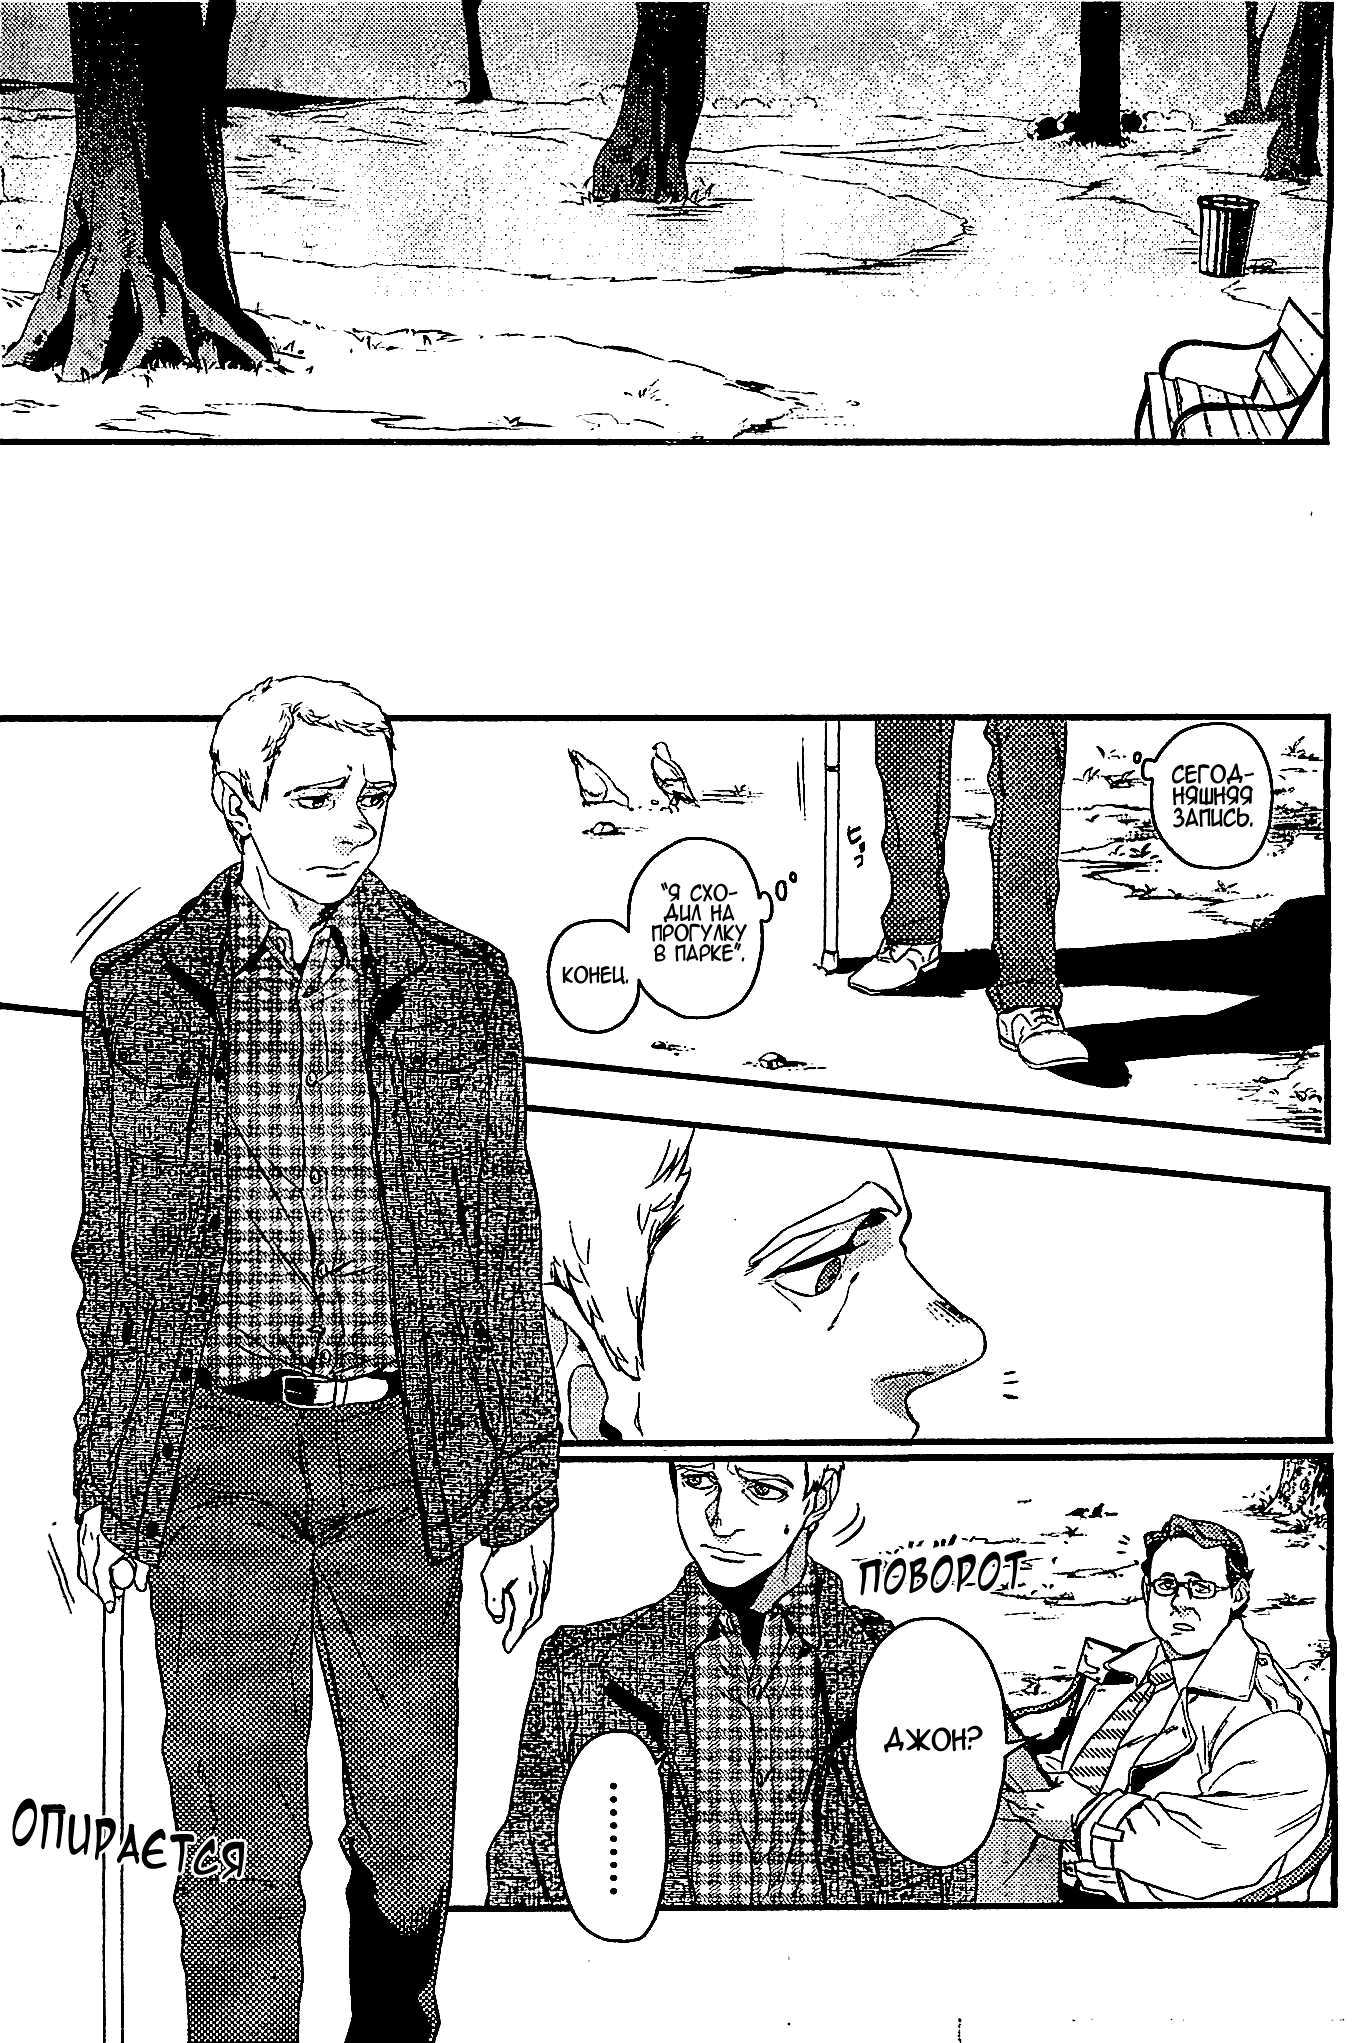 СЕГОД-
НЯШНЯЯ
ЗАПИСЬ.
"Я СХО-
ДИЛ НА
ПРОГУЛКУ
В ПАРКЕ".
КОНЕЦ.
ПОВОРОТ
ДЖОН?
........
ОПИРАЕТСЯ